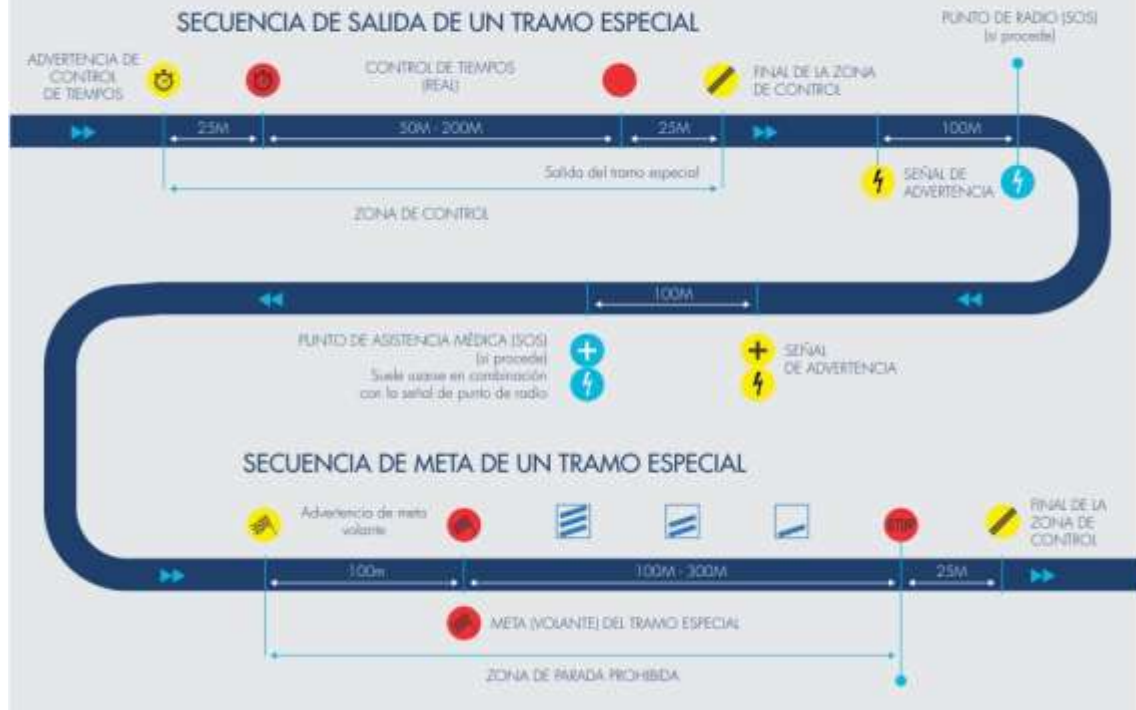 SECUENCIA DE SALIDA DE UN TRAMO ESPECIAL
PUNTO DE RADIO (SOS)
(si procede)
ADVERTENCIA DE
CONTROL
DE TIEMPOS
CONTROL DE TIEMPOS
(REAL)
FINAL DE LA ZONA
DE CONTROL
25M
50M - 200M
25M
100M
Salida del tramo especial
SEÑAL DE
ADVERTENCIA
ZONA DE CONTROL
100M
PUNTO DE ASISTENCIA MÉDICA (SOS)
(si procede)
Suele usarse en combinación
con la señal de punto de radio
SEÑAL
DE ADVERTENCIA
SECUENCIA DE META DE UN TRAMO ESPECIAL
Advertencia de meta
volante
STOP
FINAL DE LA
ZONA DE
CONTROL
100m
100M - 300M
25M
META (VOLANTE) DEL TRAMO ESPECIAL
ZONA DE PARADA PROHIBIDA